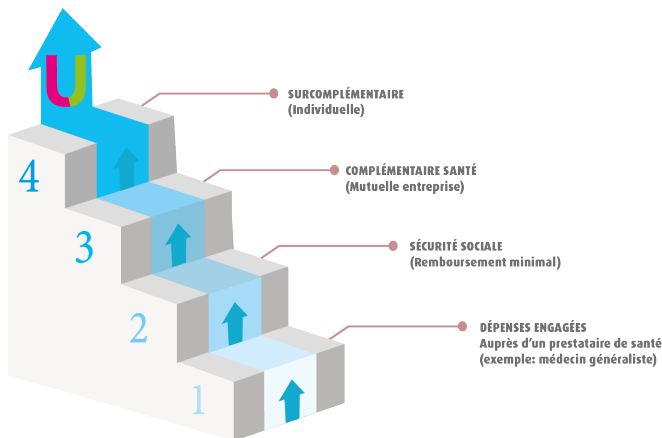 U
SURCOMPLÉMENTAIRE
(Individuelle)
4
COMPLÉMENTAIRE SANTÉ
(Mutuelle entreprise)
3
SÉCURITÉ SOCIALE
(Remboursement minimal)
2
DÉPENSES ENGAGÉES
Auprès d'un prestataire de santé
(exemple: médecin généraliste)
1